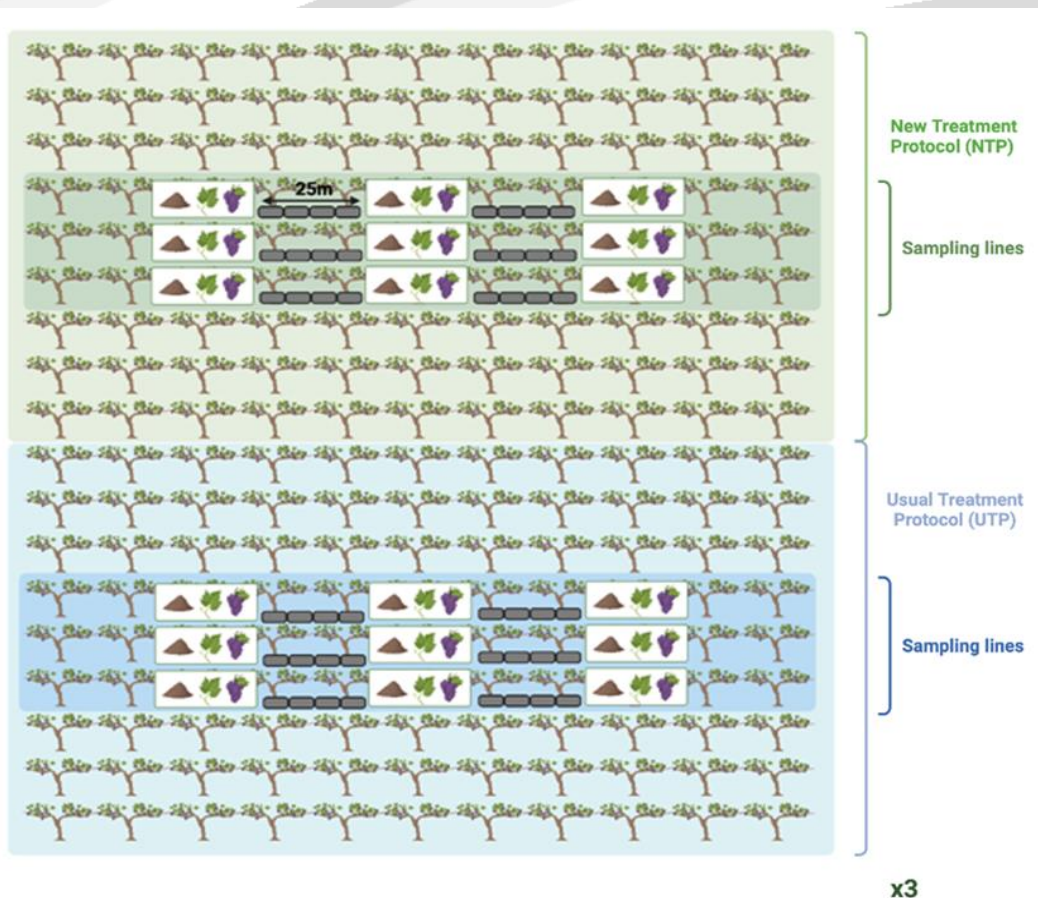 New Treatment
Protocol (NTP)
25m
Sampling lines
Usual Treatment
Protocol (UTP)
Sampling lines
x3